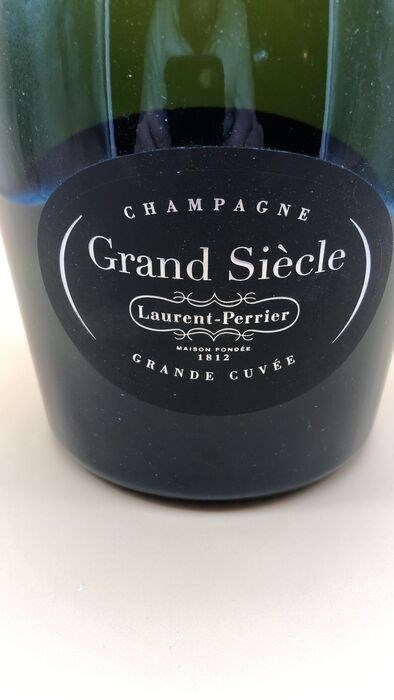 CHAMPAGNE
Grand Siècle
Laurent-Perrier
MAISON FONDÉE
1812
GRANDE CUVÉE